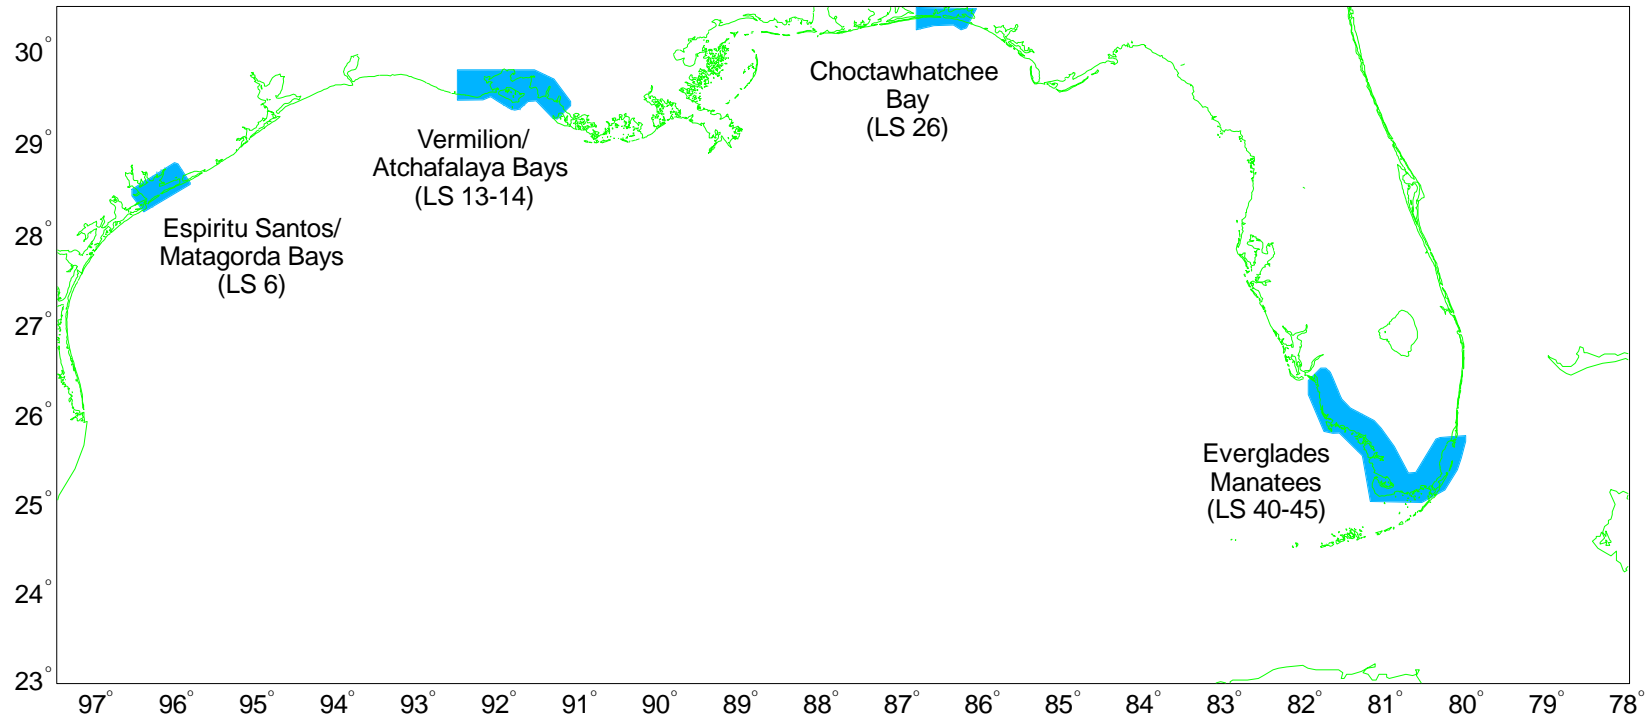 30°
29°
28°
27°
26°
25°
24°
23°
Choctawhatchee
Bay
(LS 26)
Vermilion/
Atchafalaya Bays
(LS 13-14)
Espiritu Santos/
Matagorda Bays
(LS 6)
Everglades
Manatees
(LS 40-45)
97° 96° 95° 94° 93° 92° 91° 90° 89° 88° 87° 86° 85° 84° 83° 82° 81° 80° 79° 78°